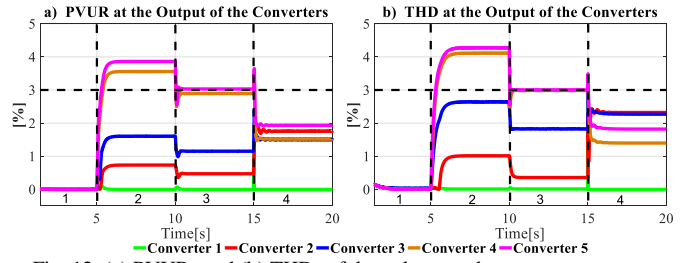 a) PVUR at the Output of the Converters
b) THD at the Output of the Converters
[%]
5
4
3
2
1
0
1 2 3 4
5 10 15 20
Time[s]
[%]
5
4
3
2
1
0
1 2 3 4
5 10 15 20
Time[s]
Converter 1 Converter 2 Converter 3 Converter 4 Converter 5